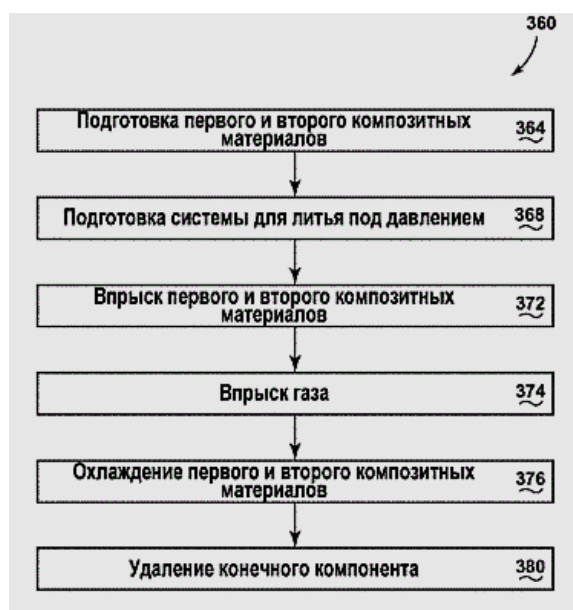 360
Подготовка первого и второго композитных
материалов
364
Подготовка системы для литья под давлением
368
Впрыск первого и второго композитных
материалов
372
Впрыск газа
374
Охлаждение первого и второго композитных
материалов
376
Удаление конечного компонента
380